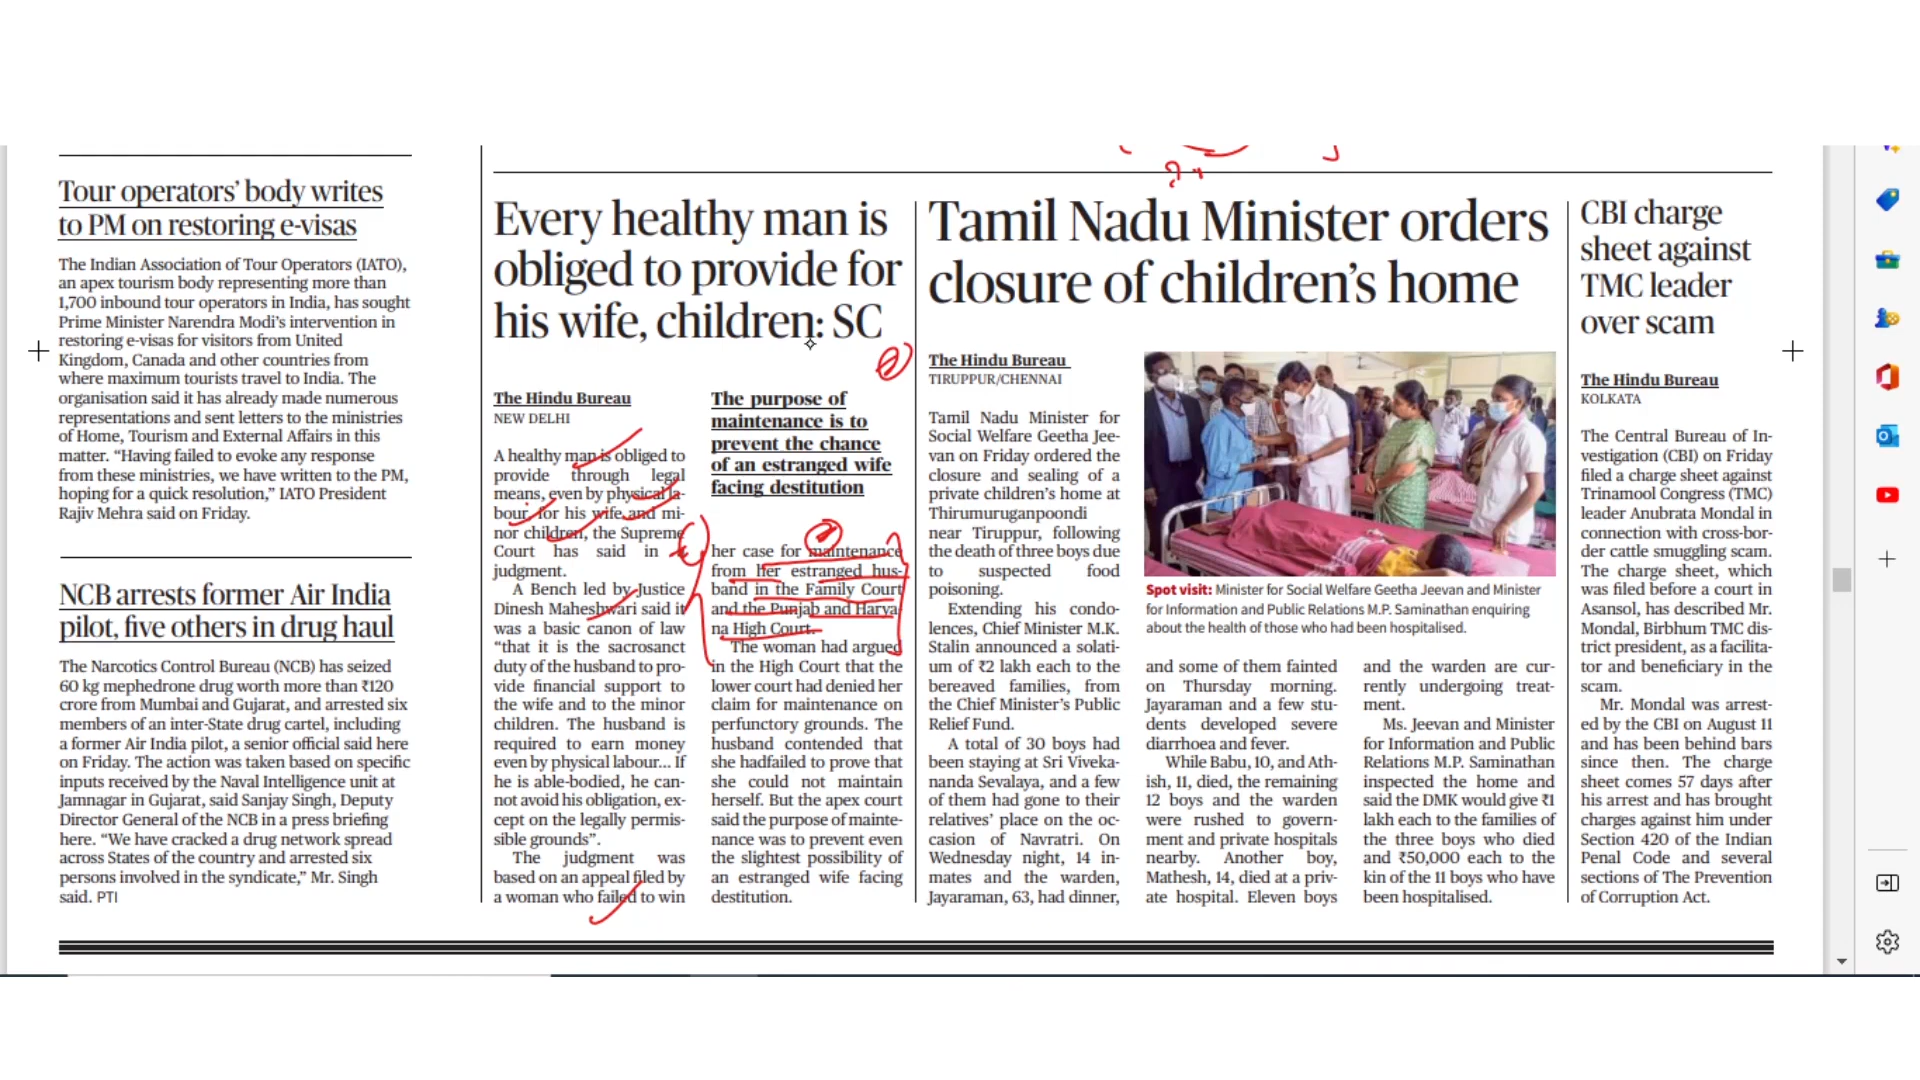 Tour operators’ body writes
to PM on restoring e-visas
The Indian Association of Tour Operators (IATO),
an apex tourism body representing more than
1,700 inbound tour operators in India, has sought
Prime Minister Narendra Modi’s intervention in
restoring e-visas for visitors from United
Kingdom, Canada and other countries from
where maximum tourists travel to India. The
organisation said it has already made numerous
representations and sent letters to the ministries
of Home, Tourism and External Affairs in this
matter. “Having failed to evoke any response
from these ministries, we have written to the PM,
hoping for a quick resolution,” IATO President
Rajiv Mehra said on Friday.
NCB arrests former Air India
pilot, five others in drug haul
The Narcotics Control Bureau (NCB) has seized
60 kg mephedrone drug worth more than ₹120
crore from Mumbai and Gujarat, and arrested six
members of an inter-State drug cartel, including
a former Air India pilot, a senior official said here
on Friday. The action was taken based on specific
inputs received by the Naval Intelligence unit at
Jamnagar in Gujarat, said Sanjay Singh, Deputy
Director General of the NCB in a press briefing
here. “We have cracked a drug network spread
across States of the country and arrested six
persons involved in the syndicate,” Mr. Singh
said. PTI
Every healthy man is
obliged to provide for
his wife, children: SC
The Hindu Bureau
NEW DELHI
A healthy man is obliged to
provide through legal
means, even by physical la-
bour, for his wife and mi-
nor children, the Supreme
Court has said in a
judgment.
A Bench led by Justice
Dinesh Maheshwari said it
was a basic canon of law
“that it is the sacrosanct
duty of the husband to pro-
vide financial support to
the wife and to the minor
children. The husband is
required to earn money
even by physical labour... If
he is able-bodied, he can-
not avoid his obligation, ex-
cept on the legally permis-
sible grounds”.
The judgment was
based on an appeal filed by
a woman who failed to win
The purpose of
maintenance is to
prevent the chance
of an estranged wife
facing destitution
her case for maintenance
from her estranged hus-
band in the Family Court
and the Punjab and Harya-
na High Court.
The woman had argued
in the High Court that the
lower court had denied her
claim for maintenance on
perfunctory grounds. The
husband contended that
she hadfailed to prove that
she could not maintain
herself. But the apex court
said the purpose of mainte-
nance was to prevent even
the slightest possibility of
an estranged wife facing
destitution.
Tamil Nadu Minister orders
closure of children’s home
The Hindu Bureau
TIRUPPUR/CHENNAI
Tamil Nadu Minister for
Social Welfare Geetha Jee-
van on Friday ordered the
closure and sealing of a
private children’s home at
Thirumuruganpoondi
near Tiruppur, following
the death of three boys due
to suspected food
poisoning.
Extending his condo-
lences, Chief Minister M.K.
Stalin announced a solati-
um of ₹2 lakh each to the
bereaved families, from
the Chief Minister’s Public
Relief Fund.
A total of 30 boys had
been staying at Sri Viveka-
nanda Sevalaya, and a few
of them had gone to their
relatives’ place on the oc-
casion of Navratri. On
Wednesday night, 14 in-
mates and the warden,
Jayaraman, 63, had dinner,
Spot visit: Minister for Social Welfare Geetha Jeevan and Minister
for Information and Public Relations M.P. Saminathan enquiring
about the health of those who had been hospitalised.
and some of them fainted
on Thursday morning.
Jayaraman and a few stu-
dents developed severe
diarrhoea and fever.
While Babu, 10, and Ath-
ish, 11, died, the remaining
12 boys and the warden
were rushed to govern-
ment and private hospitals
nearby. Another boy,
Mathesh, 14, died at a priv-
ate hospital. Eleven boys
and the warden are cur-
rently undergoing treat-
ment.
Ms. Jeevan and Minister
for Information and Public
Relations M.P. Saminathan
inspected the home and
said the DMK would give ₹1
lakh each to the families of
the three boys who died
and ₹50,000 each to the
kin of the 11 boys who have
been hospitalised.
CBI charge
sheet against
TMC leader
over scam
The Hindu Bureau
KOLKATA
The Central Bureau of In-
vestigation (CBI) on Friday
filed a charge sheet against
Trinamool Congress (TMC)
leader Anubrata Mondal in
connection with cross-bor-
der cattle smuggling scam.
The charge sheet, which
was filed before a court in
Asansol, has described Mr.
Mondal, Birbhum TMC dis-
trict president, as a facilita-
tor and beneficiary in the
scam.
Mr. Mondal was arrest-
ed by the CBI on August 11
and has been behind bars
since then. The charge
sheet comes 57 days after
his arrest and has brought
charges against him under
Section 420 of the Indian
Penal Code and several
sections of The Prevention
of Corruption Act.